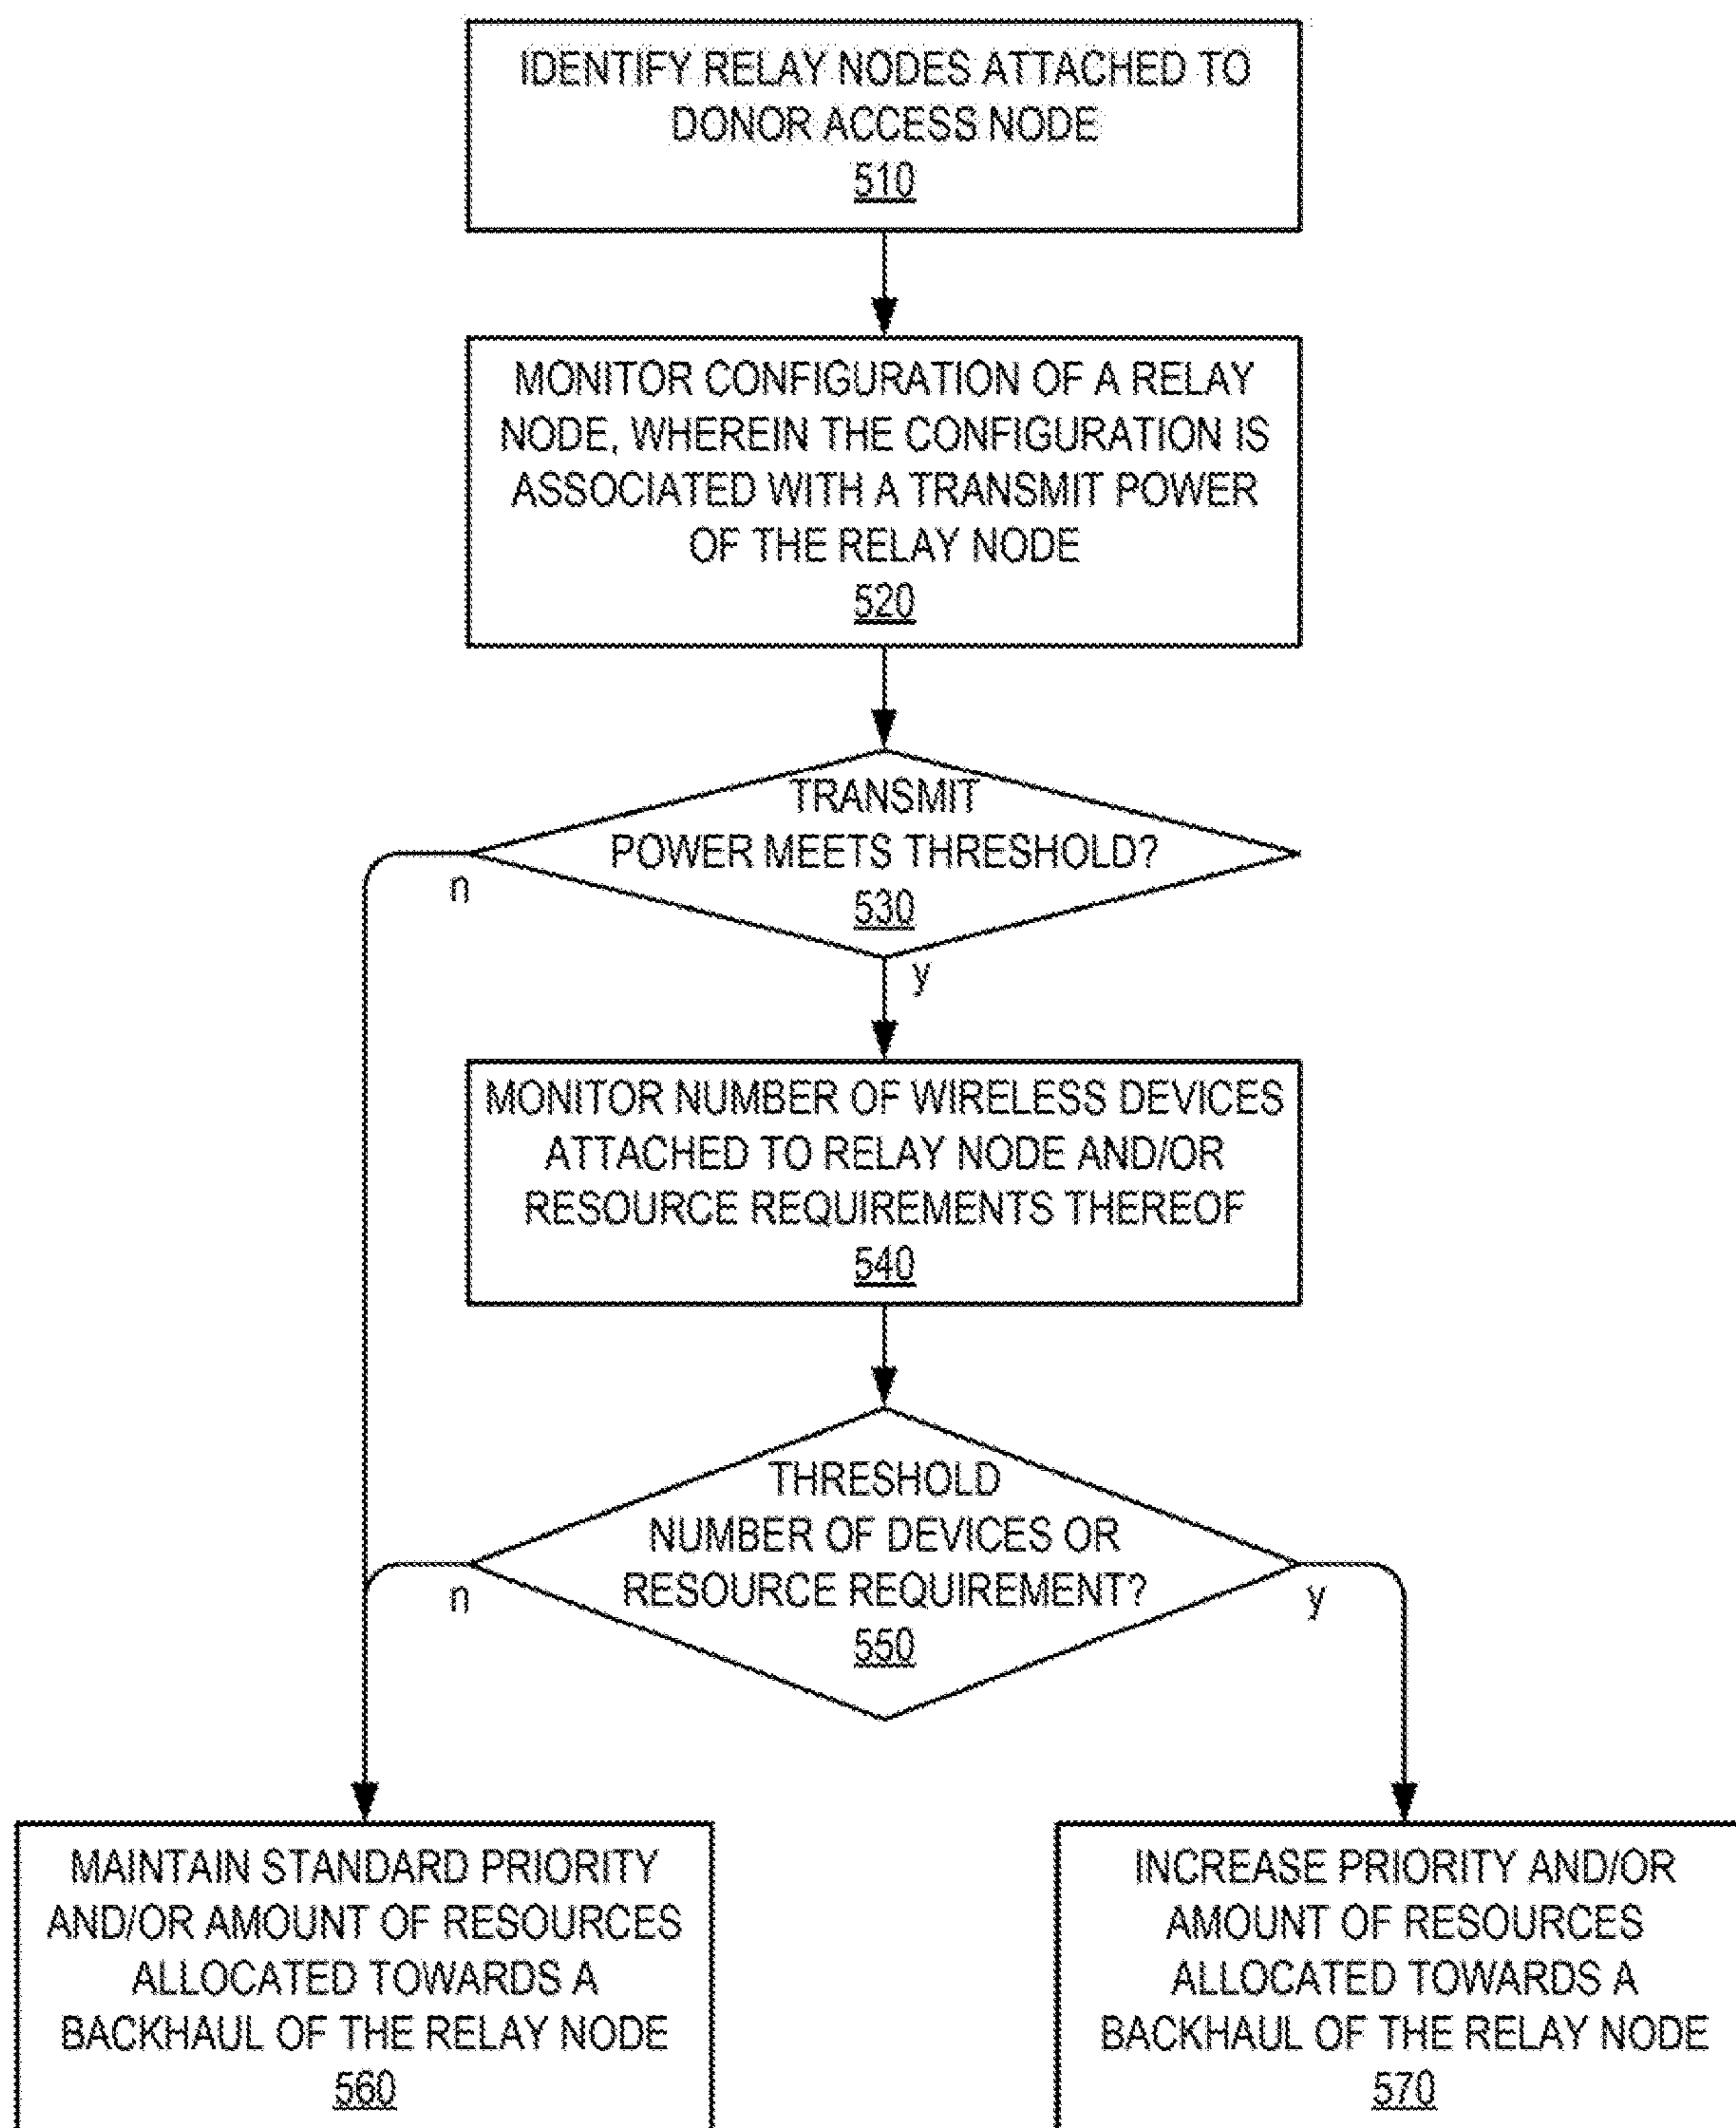 IDENTIFY RELAY NODES ATTACHED TO
DONOR ACCESS NODE
510
MONITOR CONFIGURATION OF A RELAY
NODE, WHEREIN THE CONFIGURATION IS
ASSOCIATED WITH A TRANSMIT POWER
OF THE RELAY NODE
520
TRANSMIT
POWER MEETS THRESHOLD?
530
n
y
MONITOR NUMBER OF WIRELESS DEVICES
ATTACHED TO RELAY NODE AND/OR
RESOURCE REQUIREMENTS THEREOF
540
THRESHOLD
NUMBER OF DEVICES OR
RESOURCE REQUIREMENT?
550
n
y
MAINTAIN STANDARD PRIORITY
AND/OR AMOUNT OF RESOURCES
ALLOCATED TOWARDS A
BACKHAUL OF THE RELAY NODE
560
INCREASE PRIORITY AND/OR
AMOUNT OF RESOURCES
ALLOCATED TOWARDS A
BACKHAUL OF THE RELAY NODE
570